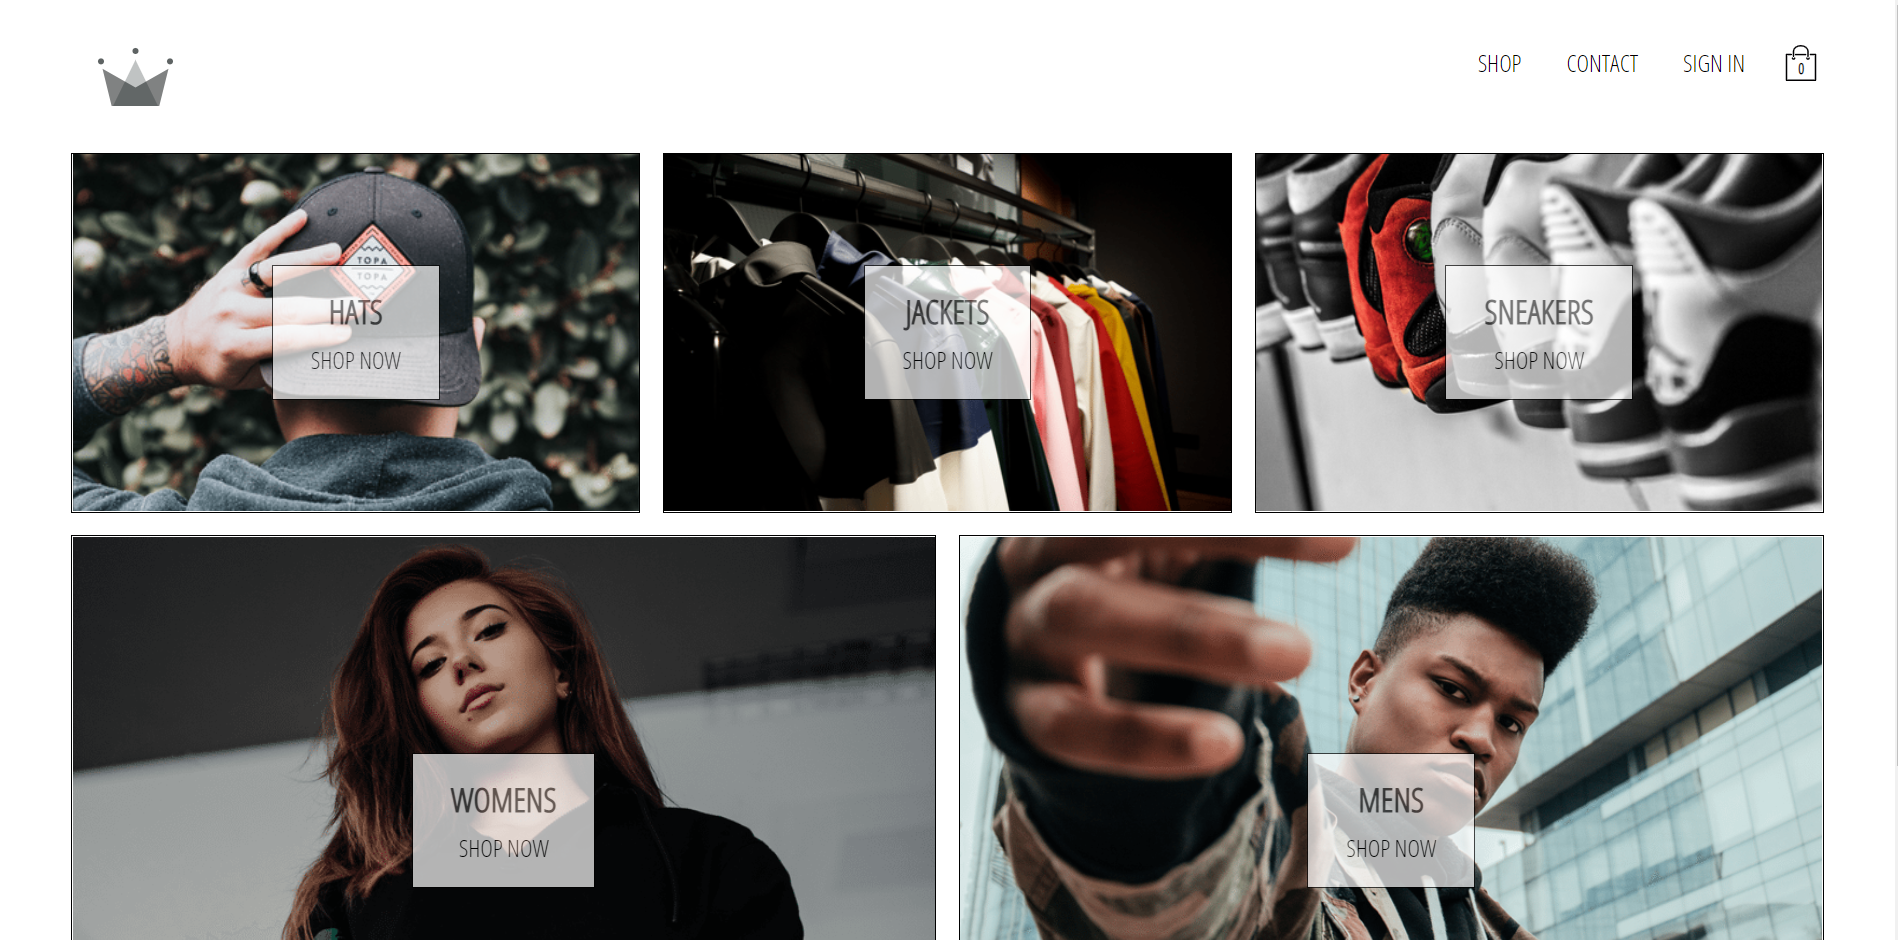 SHOP
CONTACT
SIGN IN
0
TOPA
TOPA
HATS
SHOP NOW
JACKETS
SHOP NOW
SNEAKERS
SHOP NOW
WOMENS
SHOP NOW
MENS
SHOP NOW